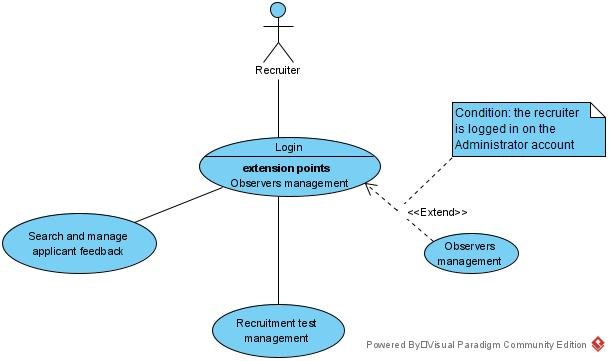 Recruiter
Login
extension points
Observers management
Condition: the recruiter
is logged in on the
Administrator account
<<Extend>>
Search and manage
applicant feedback
Observers
management
Recruitment test
management
Powered By□Visual Paradigm Community Edition